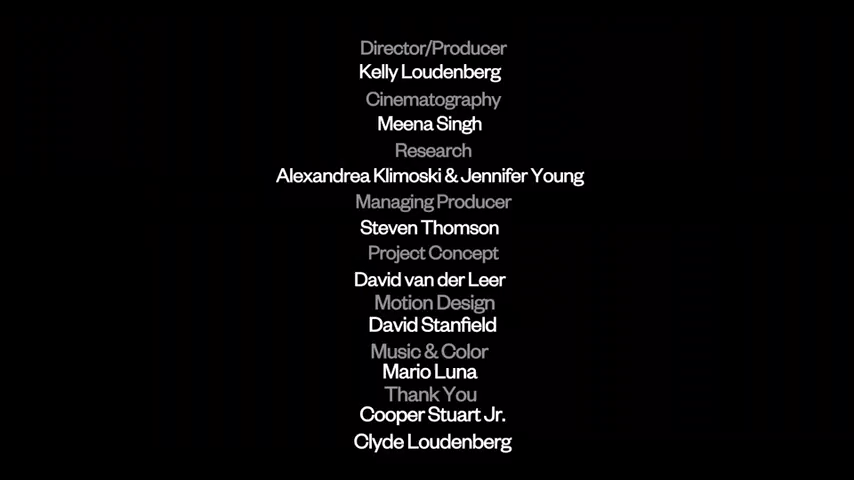 Director/Producer
Kelly Loudenberg
Cinematography
Meena Singh
Research
Alexandrea Klimoski & Jennifer Young
Managing Producer
Steven Thomson
Project Concept
David van der Leer
Motion Design
David Stanfield
Music & Color
Mario Luna
Thank You
Cooper Stuart Jr.
Clyde Loudenberg